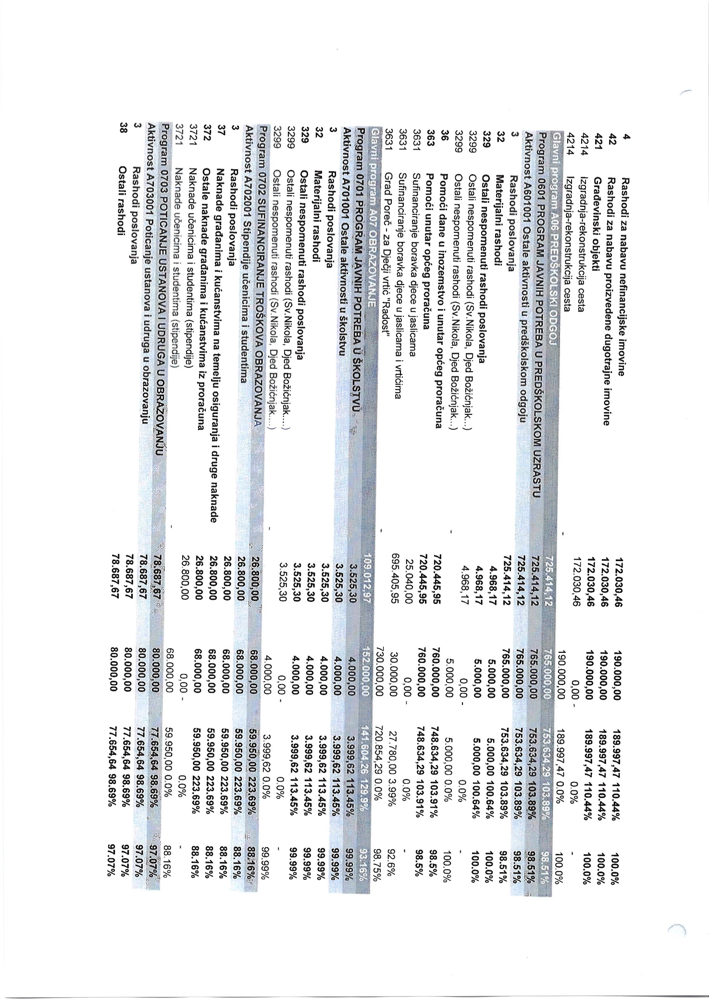 4 Rashodi za nabavu nefinancijske imovine 172.030,46 190.000,00 189.997,47 110.44% 100.0%
42 Rashodi za nabavu proizvedene dugotrajne imovine 172.030,46 190.000,00 189.997,47 110.44% 100.0%
421 Građevinski objekti 172.030,46 190.000,00 189.997,47 110.44% 100.0%
4214 Izgradnja-rekonstrukcija cesta 172.030,46 0,00 - 0.0% -
4214 Izgradnja-rekonstrukcija cesta - 190.000,00 189.997,47 0.0% 100.0%
Glavni program A06 PREDŠKOLSKI ODGOJ 725.414,12 765.000,00 753.634,29 103.89% 98.51%
Program 0601 PROGRAM JAVNIH POTREBA U PREDŠKOLSKOM UZRASTU 725.414,12 765.000,00 753.634,29 103.89% 98.51%
Aktivnost A601001 Ostale aktivnosti u predškolskom odgoju 725.414,12 765.000,00 753.634,29 103.89% 98.51%
3 Rashodi poslovanja 725.414,12 765.000,00 753.634,29 103.89% 98.51%
32 Materijalni rashodi 4.968,17 5.000,00 5.000,00 100.64% 100.0%
329 Ostali nespomenuti rashodi poslovanja 4.968,17 5.000,00 5.000,00 100.64% 100.0%
3299 Ostali nespomenuti rashodi (Sv.Nikola, Djed Božićnjak...) 4.968,17 0,00 - 0.0% -
3299 Ostali nespomenuti rashodi (Sv.Nikola, Djed Božićnjak...) - 5.000,00 5.000,00 0.0% 100.0%
36 Pomoći dane u inozemstvo i unutar općeg proračuna 720.445,95 760.000,00 748.634,29 103.91% 98.5%
363 Pomoći unutar općeg proračuna 720.445,95 760.000,00 748.634,29 103.91% 98.5%
3631 Sufinanciranje boravka djece u jaslicama 25.040,00 0,00 - 0.0% -
3631 Sufinanciranje boravka djece u jaslicama i vrtićima 695.405,95 30.000,00 27.780,00 3.99% 92.6%
3631 Grad Poreč - za Dječji vrtić "Radost" - 730.000,00 720.854,29 0.0% 98.75%
Glavni program A07 OBRAZOVANJE 109.012,97 152.000,00 141.604,26 129.9% 93.16%
Program 0701 PROGRAM JAVNIH POTREBA U ŠKOLSTVU 3.525,30 4.000,00 3.999,62 113.45% 99.99%
Aktivnost A701001 Ostale aktivnosti u školstvu 3.525,30 4.000,00 3.999,62 113.45% 99.99%
3 Rashodi poslovanja 3.525,30 4.000,00 3.999,62 113.45% 99.99%
32 Materijalni rashodi 3.525,30 4.000,00 3.999,62 113.45% 99.99%
329 Ostali nespomenuti rashodi poslovanja 3.525,30 4.000,00 3.999,62 113.45% 99.99%
3299 Ostali nespomenuti rashodi (Sv.Nikola, Djed Božićnjak....) 3.525,30 0,00 - 0.0% -
3299 Ostali nespomenuti rashodi (Sv.Nikola, Djed Božićnjak....) - 4.000,00 3.999,62 0.0% 99.99%
Program 0702 SUFINANCIRANJE TROŠKOVA OBRAZOVANJA 26.800,00 68.000,00 59.950,00 223.69% 88.16%
Aktivnost A702001 Stipendije učenicima i studentima 26.800,00 68.000,00 59.950,00 223.69% 88.16%
3 Rashodi poslovanja 26.800,00 68.000,00 59.950,00 223.69% 88.16%
37 Naknade građanima i kućanstvima na temelju osiguranja i druge naknade 26.800,00 68.000,00 59.950,00 223.69% 88.16%
372 Ostale naknade građanima i kućanstvima iz proračuna 26.800,00 68.000,00 59.950,00 223.69% 88.16%
3721 Naknade učenicima i studentima (stipendije) 26.800,00 0,00 - 0.0% -
3721 Naknade učenicima i studentima (stipendije) - 68.000,00 59.950,00 0.0% 88.16%
Program 0703 POTICANJE USTANOVA I UDRUGA U OBRAZOVANJU 78.687,67 80.000,00 77.654,64 98.69% 97.07%
Aktivnost A703001 Poticanje ustanova i udruga u obrazovanju 78.687,67 80.000,00 77.654,64 98.69% 97.07%
3 Rashodi poslovanja 78.687,67 80.000,00 77.654,64 98.69% 97.07%
38 Ostali rashodi 78.687,67 80.000,00 77.654,64 98.69% 97.07%